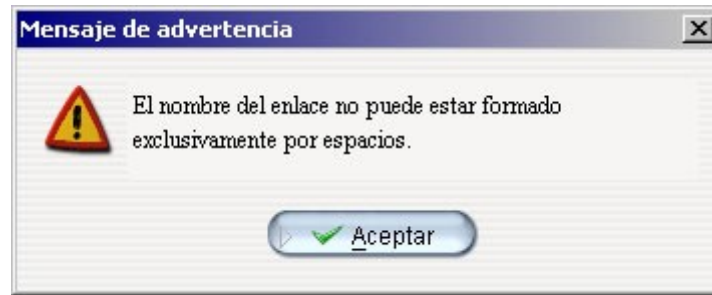 Mensaje de advertencia
El nombre del enlace no puede estar formado
exclusivamente por espacios.
Aceptar